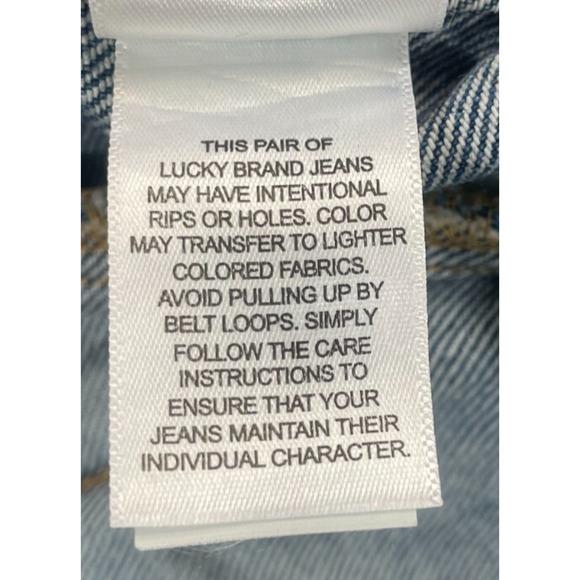 THIS PAIR OF
LUCKY BRAND JEANS
MAY HAVE INTENTIONAL
RIPS OR HOLES. COLOR
MAY TRANSFER TO LIGHTER
COLORED FABRICS.
AVOID PULLING UP BY
BELT LOOPS. SIMPLY
FOLLOW THE CARE
INSTRUCTIONS TO
ENSURE THAT YOUR
JEANS MAINTAIN THEIR
INDIVIDUAL CHARACTER.